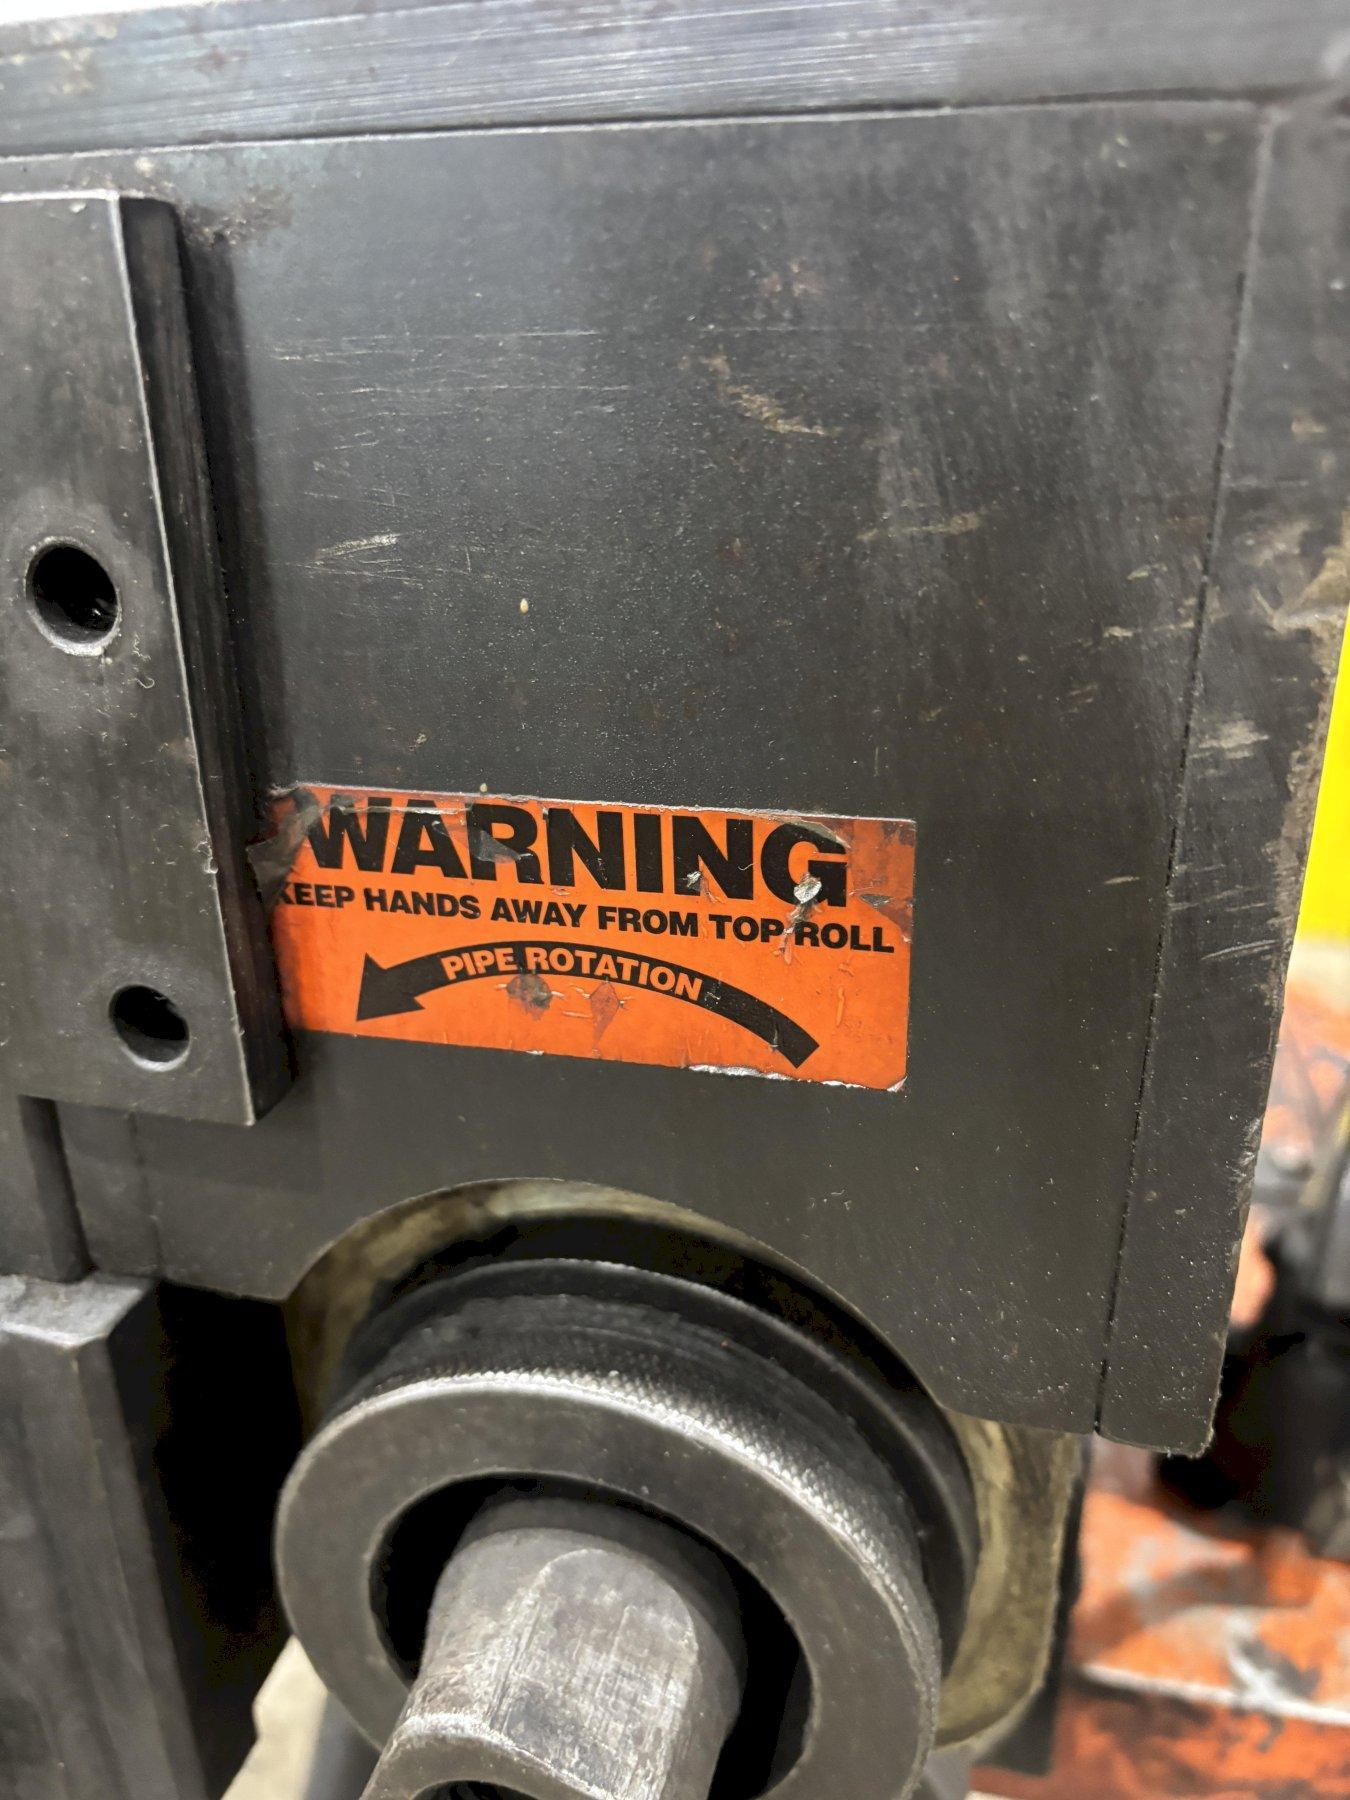 WARNING
KEEP HANDS AWAY FROM TOP ROLL
PIPE ROTATION